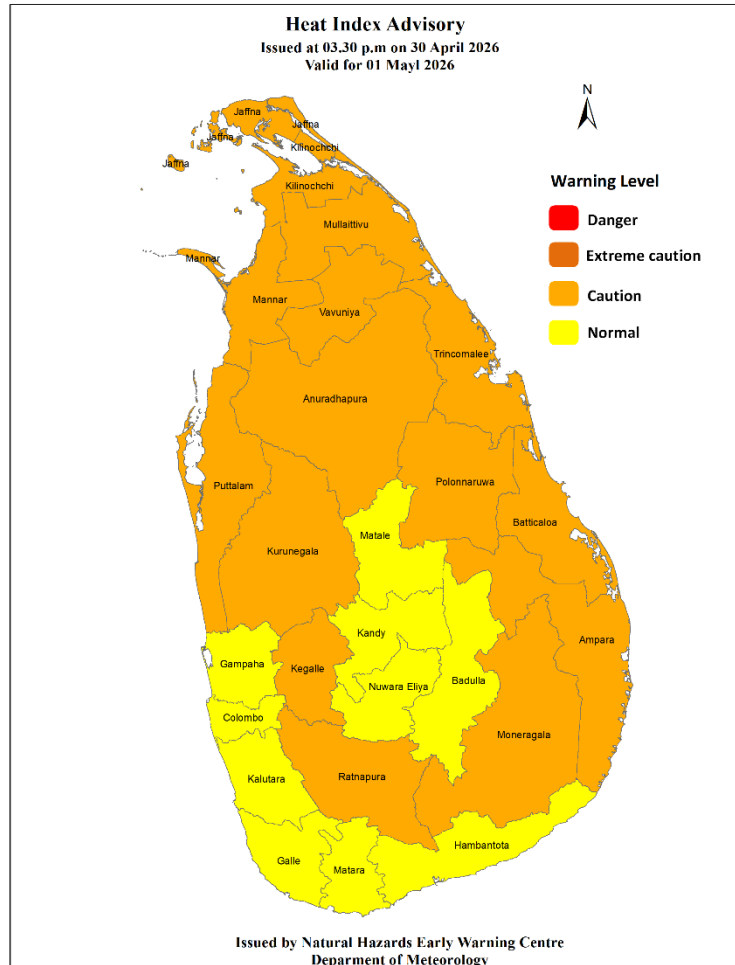 Heat Index Advisory
Issued at 03.30 p.m on 30 April 2026
Valid for 01 Mayl 2026
N
Warning Level
Danger
Extreme caution
Caution
Normal
Jaffna
Jaffna
Jaffna
Kilinochchi
Jaffna
Kilinochchi
Mullaittivu
Mannar
Mannar
Vavuniya
Trincomalee
Anuradhapura
Puttalam
Polonnaruwa
Batticaloa
Matale
Kurunegala
Kandy
Ampara
Gampaha
Kegalle
Nuwara Eliya
Badulla
Colombo
Moneragala
Kalutara
Ratnapura
Hambantota
Galle
Matara
Issued by Natural Hazards Early Warning Centre
Deparment of Meteorology